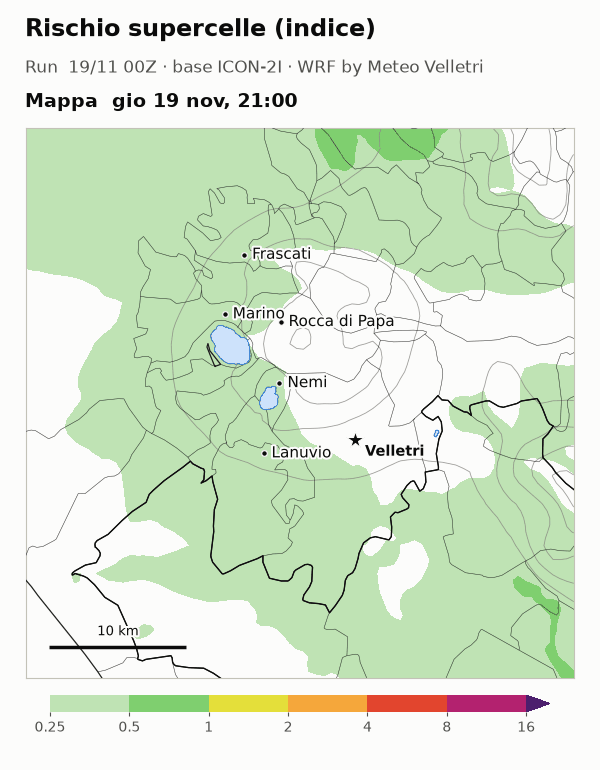 Rischio supercelle (indice)
Run  19/11 00Z · base ICON-2I · WRF by Meteo Velletri
Mappa  gio 19 nov, 21:00
Frascati
Marino
Rocca di Papa
Nemi
Velletri
Lanuvio
10 km
0.25 0.5 1 2 4 8 16